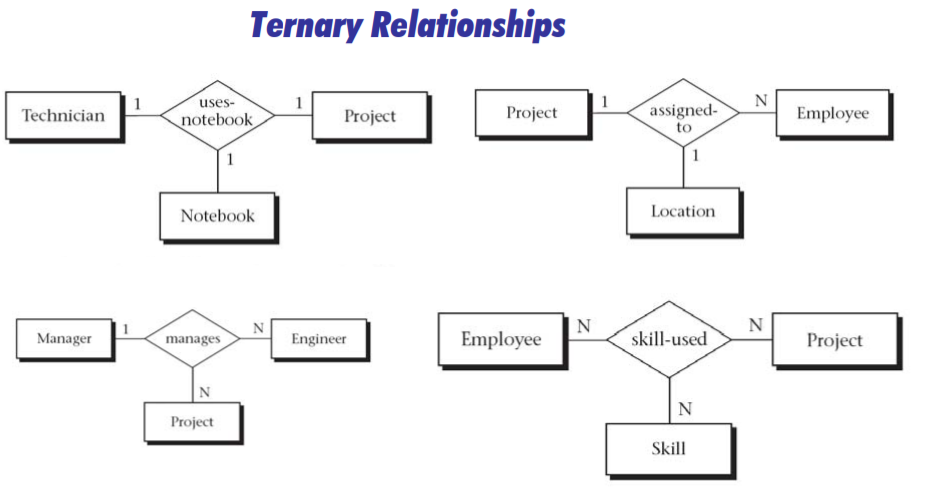 Ternary Relationships
Technician
1
uses-
notebook
1
Project
1
Notebook
Project
1
assigned-
to
N
Employee
1
Location
Manager
1
manages
N
Engineer
N
Project
Employee
N
skill-used
N
Project
N
Skill